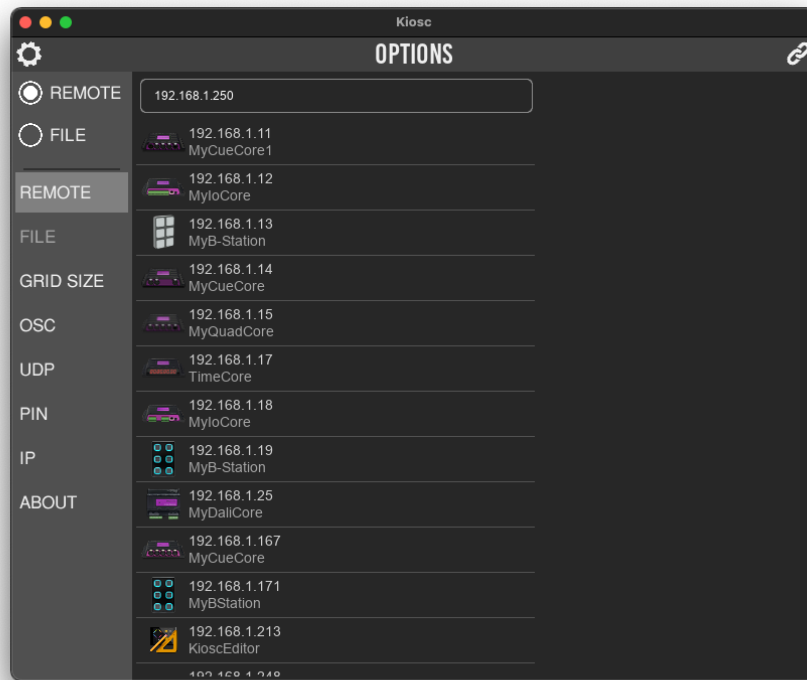 Kiosc
OPTIONS
REMOTE
FILE
REMOTE
FILE
GRID SIZE
OSC
UDP
PIN
IP
ABOUT
192.168.1.250
192.168.1.11
MyCueCore1
192.168.1.12
MyIoCore
192.168.1.13
MyB-Station
192.168.1.14
MyCueCore
192.168.1.15
MyQuadCore
192.168.1.17
TimeCore
192.168.1.18
MyIoCore
192.168.1.19
MyB-Station
192.168.1.25
MyDaliCore
192.168.1.167
MyCueCore
192.168.1.171
MyBStation
192.168.1.213
KioscEditor
192.168.1.248